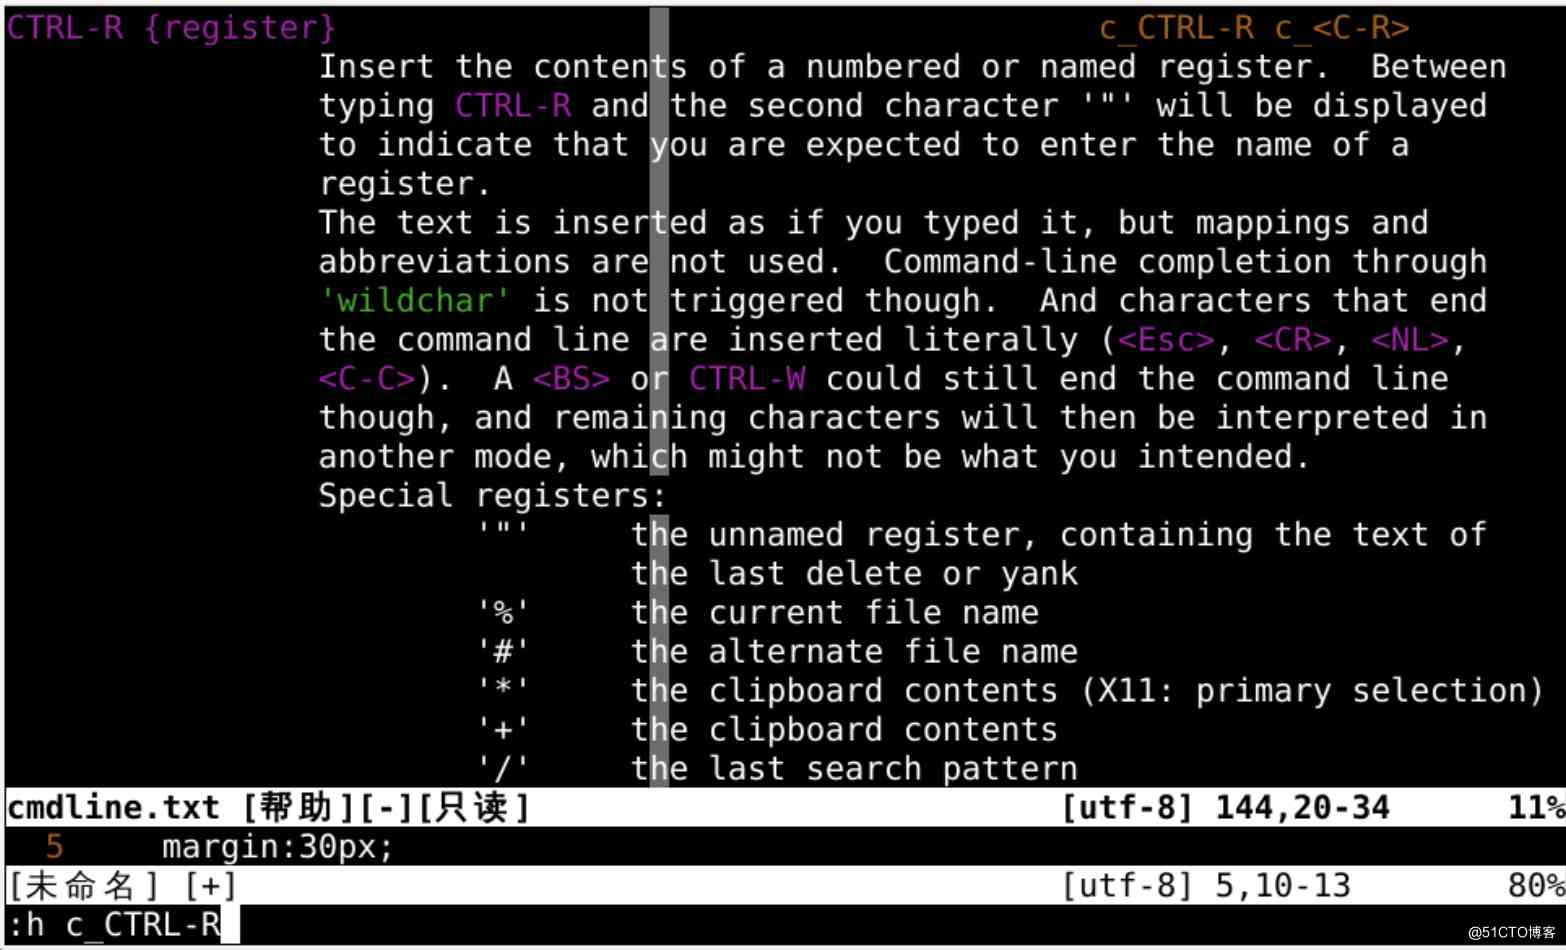 CTRL-R {register} c_CTRL-R c_<C-R>
Insert the contents of a numbered or named register.  Between
typing CTRL-R and the second character '"' will be displayed
to indicate that you are expected to enter the name of a
register.
The text is inserted as if you typed it, but mappings and
abbreviations are not used.  Command-line completion through
'wildchar' is not triggered though.  And characters that end
the command line are inserted literally (<Esc>, <CR>, <NL>,
<C-C>).  A <BS> or CTRL-W could still end the command line
though, and remaining characters will then be interpreted in
another mode, which might not be what you intended.
Special registers:
'"' the unnamed register, containing the text of
the last delete or yank
'%' the current file name
'#' the alternate file name
'*' the clipboard contents (X11: primary selection)
'+' the clipboard contents
'/' the last search pattern
cmdline.txt [帮助][-][只读] [utf-8] 144,20-34 11%
5 margin:30px;
[未命名] [+] [utf-8] 5,10-13 80%
:h c_CTRL-R
@51CTO博客